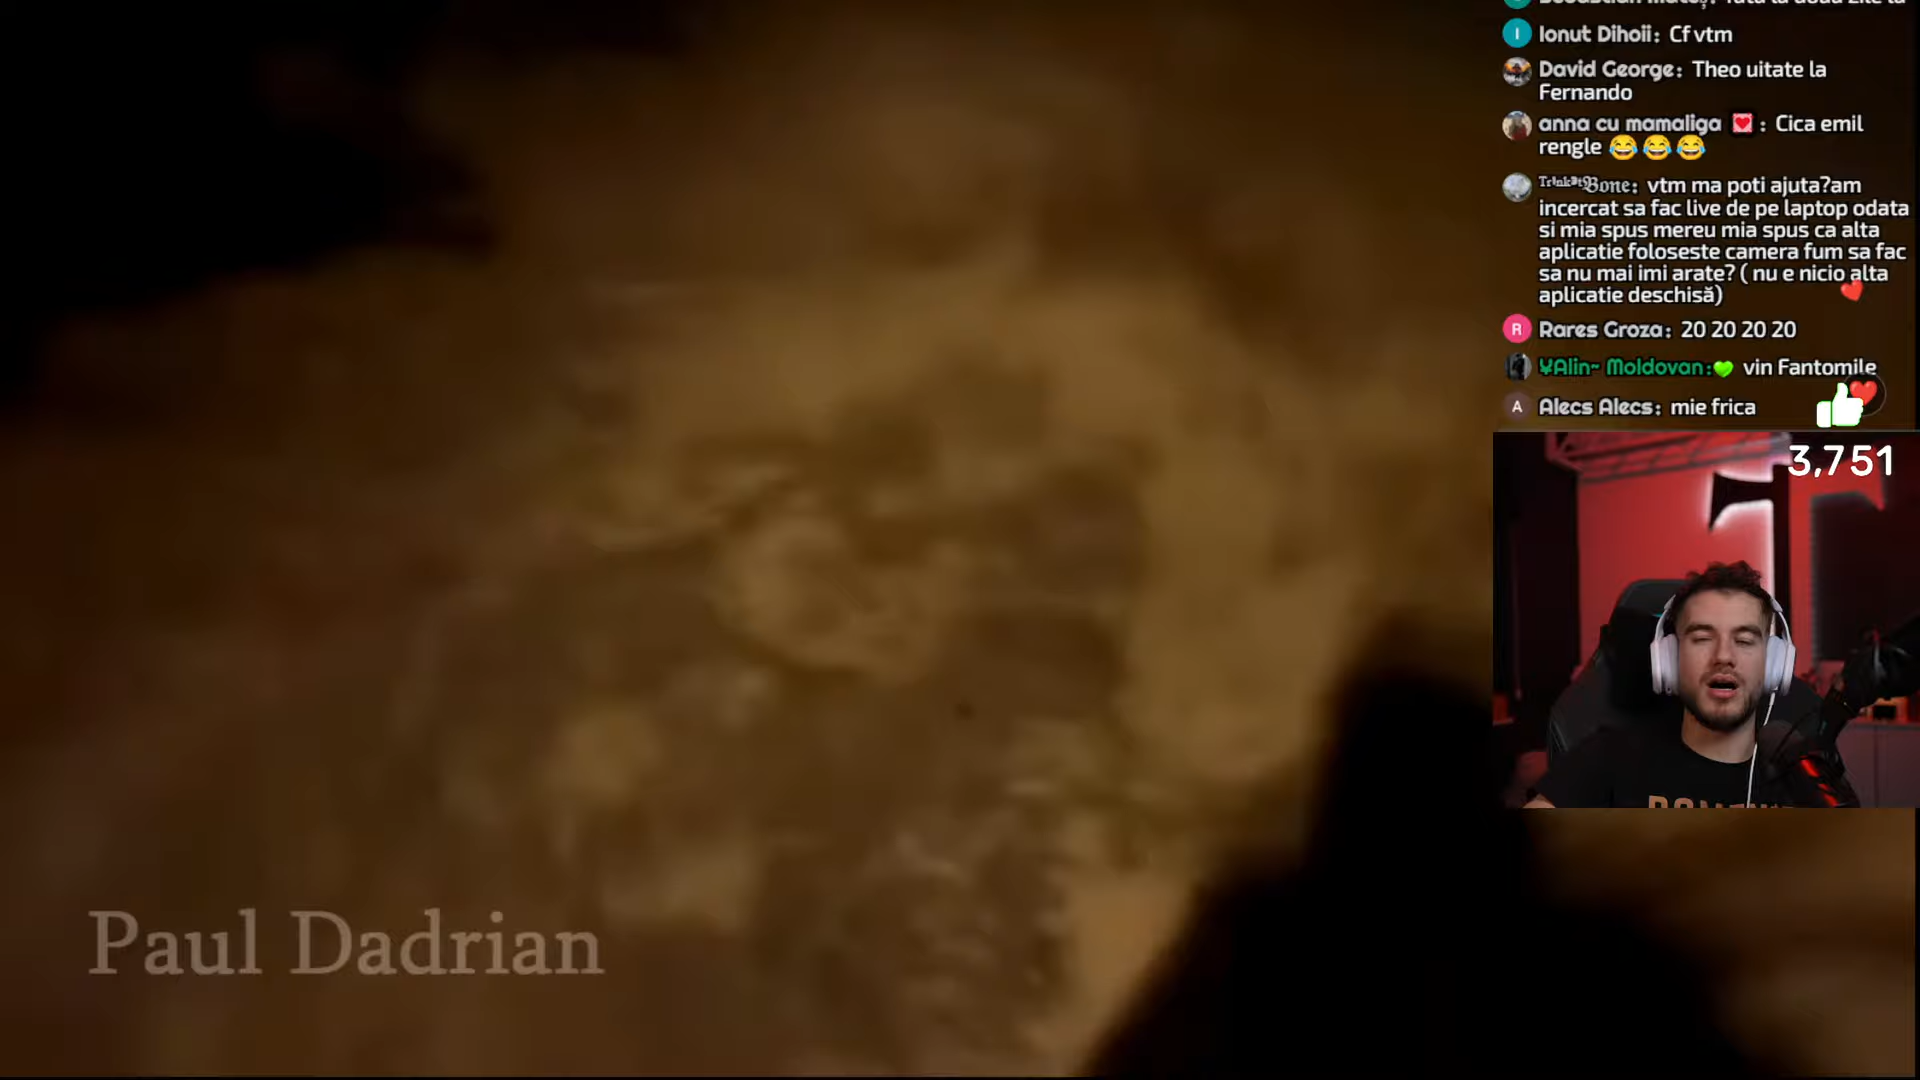 Ionut Dihoii: Cf vtm
David George: Theo uitate la
Fernando
anna cu mamaliga 💟 : Cica emil
rengle 😂😂😂
Bone: vtm ma poti ajuta?am
incercat sa fac live de pe laptop odata
si mia spus mereu mia spus ca alta
aplicatie foloseste camera fum sa fac
sa nu mai imi arate? ( nu e nicio alta
aplicatie deschisă)
R Rares Groza: 20 20 20 20
¥Alin~ Moldovan:💚 vin Fantomile
A Alecs Alecs: mie frica
3,751
Paul Dadrian